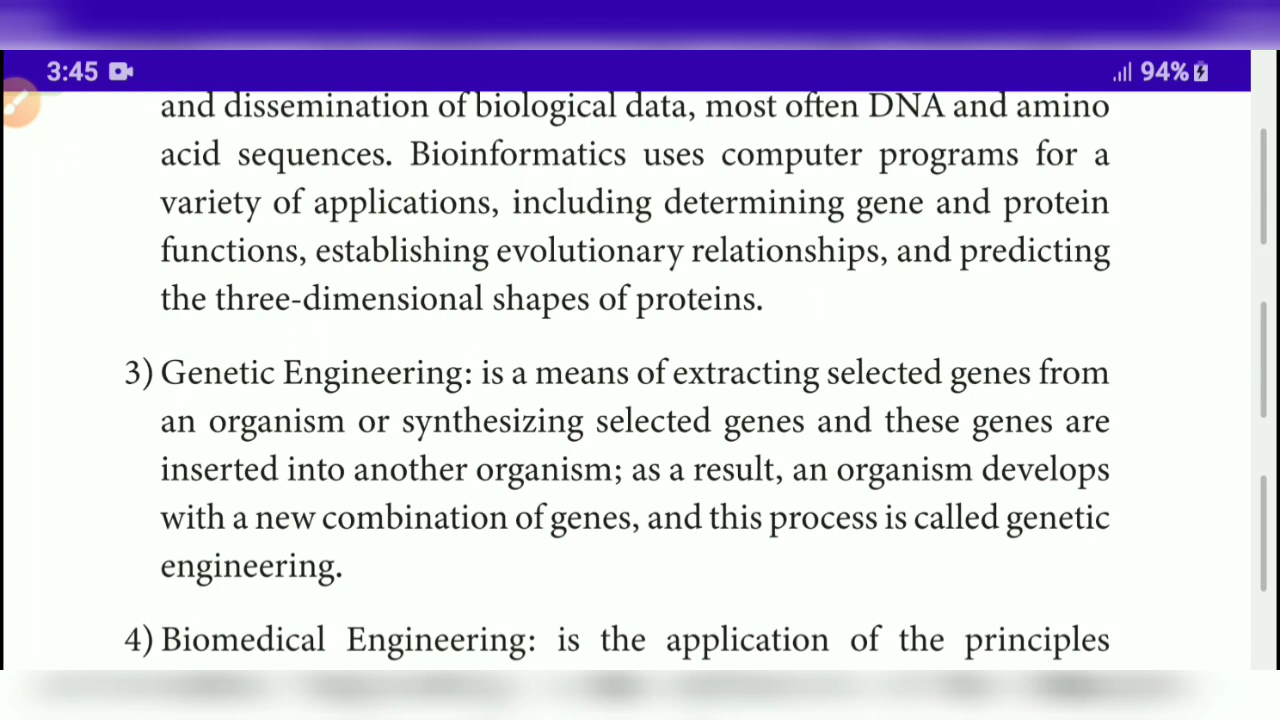 3:45
94%
and dissemination of biological data, most often DNA and amino
acid sequences. Bioinformatics uses computer programs for a
variety of applications, including determining gene and protein
functions, establishing evolutionary relationships, and predicting
the three-dimensional shapes of proteins.
3) Genetic Engineering: is a means of extracting selected genes from
an organism or synthesizing selected genes and these genes are
inserted into another organism; as a result, an organism develops
with a new combination of genes, and this process is called genetic
engineering.
4) Biomedical Engineering: is the application of the principles